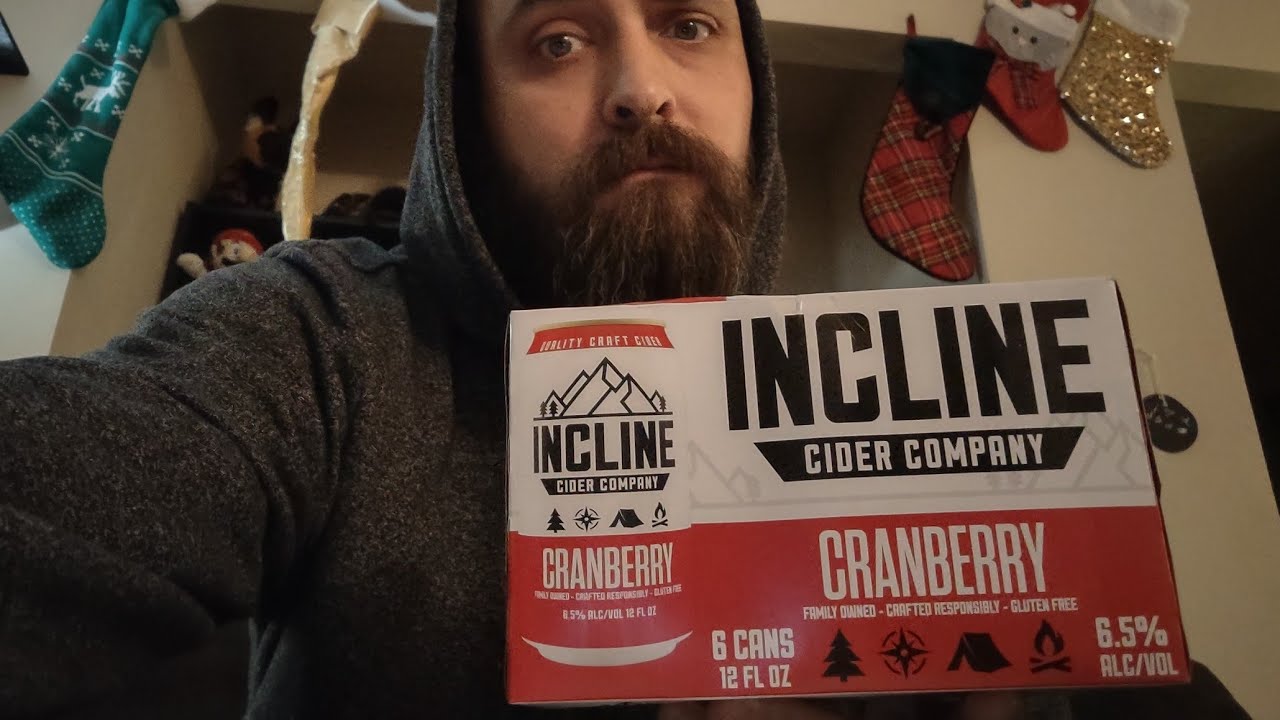 QUALITY CRAFT CIDER
INCLINE
CIDER COMPANY
CRANBERRY
FAMILY OWNED - CRAFTED RESPONSIBLY - GLUTEN FREE
6.5% ALC/VOL 12 FL OZ
INCLINE
CIDER COMPANY
CRANBERRY
FAMILY OWNED - CRAFTED RESPONSIBLY - GLUTEN FREE
6 CANS
12 FL OZ
6.5%
ALC/VOL